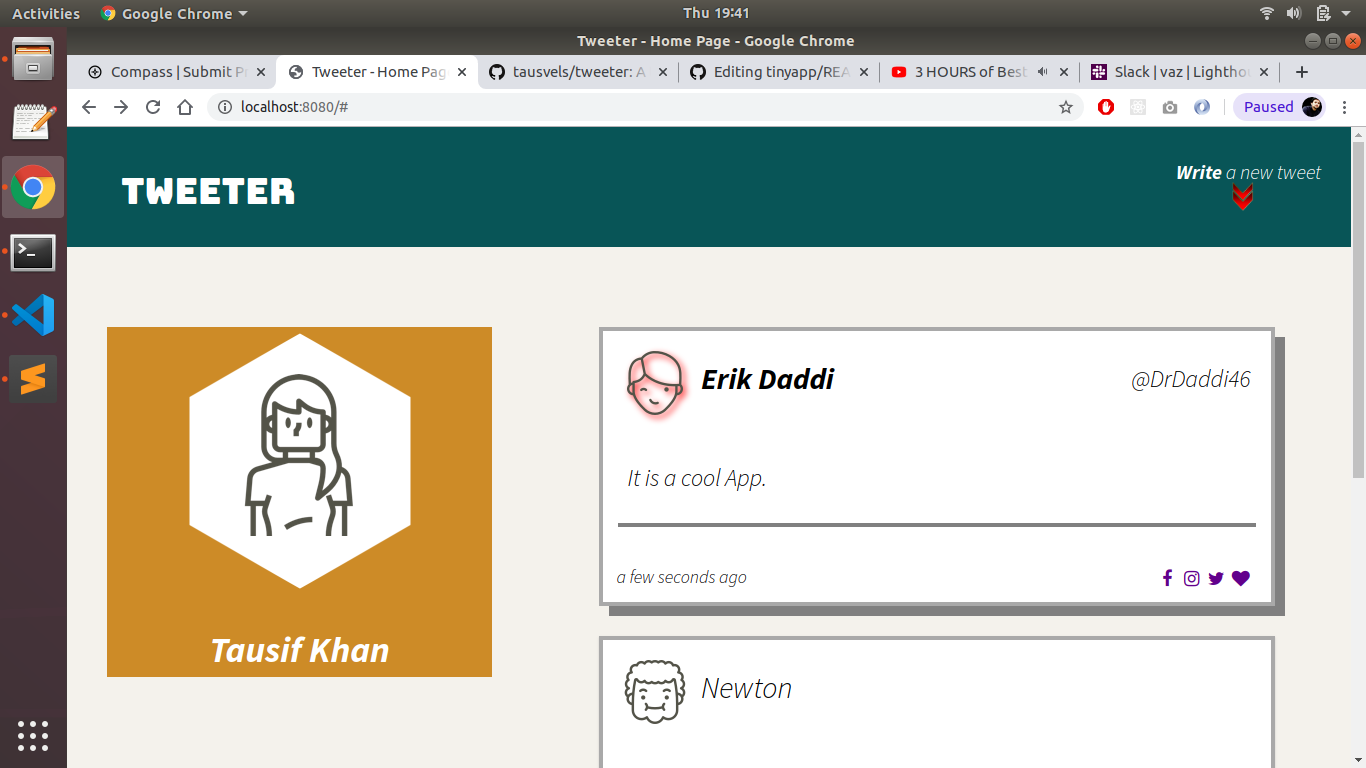 Activities Google Chrome Thu 19:41
Tweeter - Home Page - Google Chrome
Compass | Submit P Tweeter - Home Pag tausvels/tweeter: A Editing tinyapp/REA 3 HOURS of Best Slack | vaz | Lightho
localhost:8080/# Paused
TWEETER
Write a new tweet
Tausif Khan
Erik Daddi @DrDaddi46
It is a cool App.
a few seconds ago
Newton